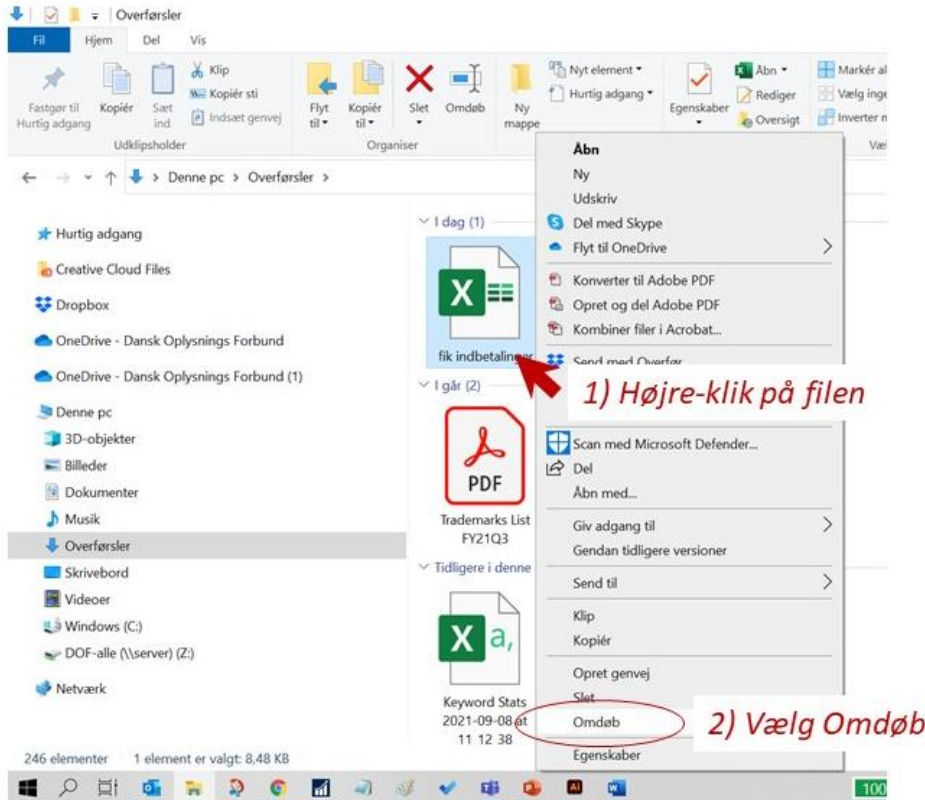 Overførsler
Fil Hjem Del Vis
Fastgør til Hurtig adgang
Kopiér
Sæt ind
Klip
Kopiér sti
Indsæt genvej
Udklipsholder
Flyt til
Kopiér til
Slet
Omdøb
Ny mappe
Organiser
Nyt element
Hurtig adgang
Egenskaber
Åbn
Rediger
Oversigt
Markér al
Vælg inge
Inverter m
Væl
Denne pc > Overførsler >
Hurtig adgang
Creative Cloud Files
Dropbox
OneDrive - Dansk Oplysnings Forbund
OneDrive - Dansk Oplysnings Forbund (1)
Denne pc
3D-objekter
Billeder
Dokumenter
Musik
Overførsler
Skrivebord
Videoer
Windows (C:)
DOF-alle (\\server) (Z:)
Netværk
I dag (1)
fik indbetalinger
I går (2)
PDF
Trademarks List
FY21Q3
Tidligere i denne
Keyword Stats
2021-09-08 at
11 12 38
Åbn
Ny
Udskriv
Del med Skype
Flyt til OneDrive
Konverter til Adobe PDF
Opret og del Adobe PDF
Kombiner filer i Acrobat...
Send med Overfør
1) Højre-klik på filen
Scan med Microsoft Defender...
Del
Åbn med...
Giv adgang til
Gendan tidligere versioner
Send til
Klip
Kopiér
Opret genvej
Slet
Omdøb
2) Vælg Omdøb
Egenskaber
246 elementer 1 element er valgt: 8,48 KB
100